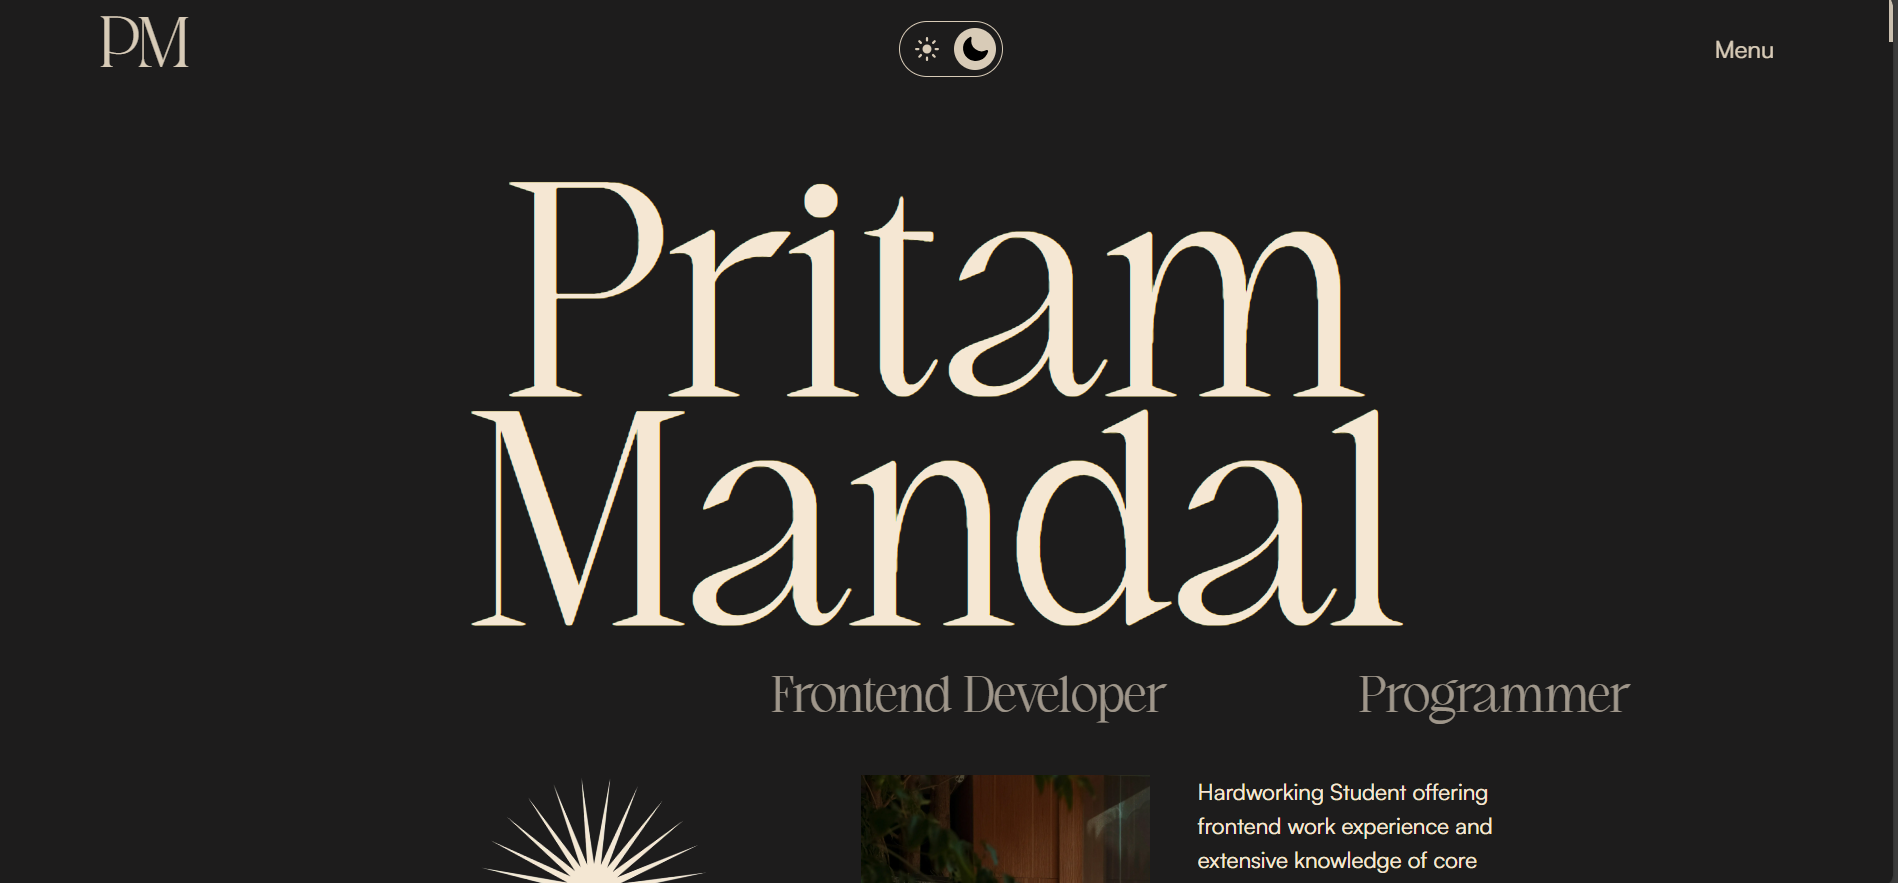 PM
Menu
Pritam
Mandal
Frontend Developer
Programmer
Hardworking Student offering
frontend work experience and
extensive knowledge of core